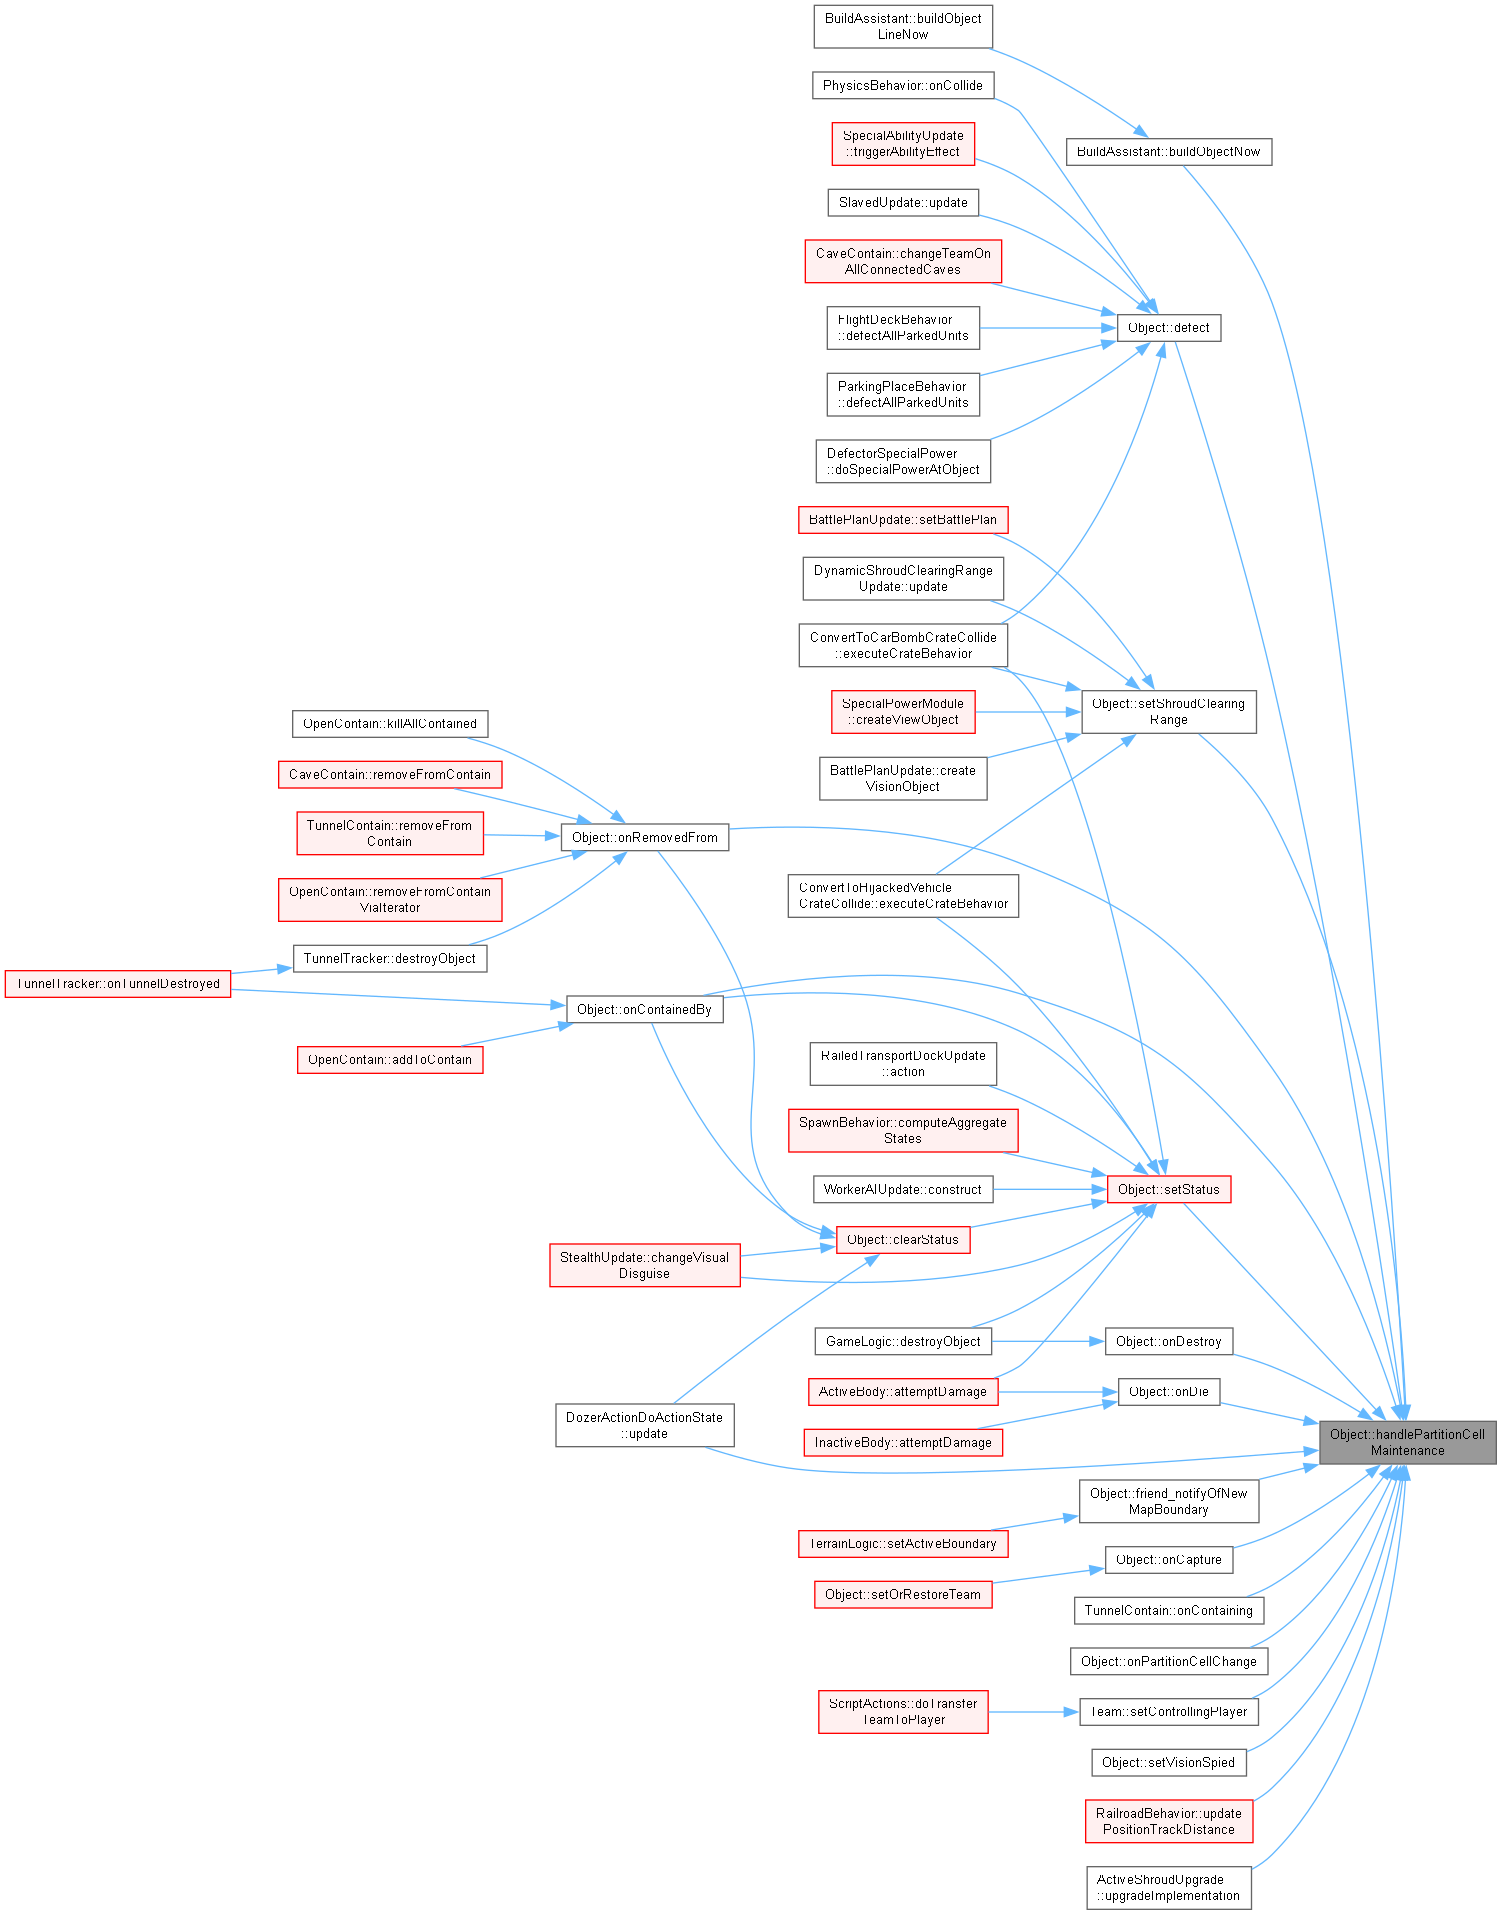 BuildAssistant::buildObject
LineNow
PhysicsBehavior::onCollide
SpecialAbilityUpdate
::triggerAbilityEffect
BuildAssistant::buildObjectNow
SlavedUpdate::update
CaveContain::changeTeamOn
AllConnectedCaves
FlightDeckBehavior
::defectAllParkedUnits
Object::defect
ParkingPlaceBehavior
::defectAllParkedUnits
DefectorSpecialPower
::doSpecialPowerAtObject
BattlePlanUpdate::setBattlePlan
DynamicShroudClearingRange
Update::update
ConvertToCarBombCrateCollide
::executeCrateBehavior
SpecialPowerModule
::createViewObject
Object::setShroudClearing
Range
OpenContain::killAllContained
BattlePlanUpdate::create
VisionObject
CaveContain::removeFromContain
TunnelContain::removeFrom
Contain
Object::onRemovedFrom
OpenContain::removeFromContain
ViaIterator
ConvertToHijackedVehicle
CrateCollide::executeCrateBehavior
TunnelTracker::destroyObject
TunnelTracker::onTunnelDestroyed
Object::onContainedBy
OpenContain::addToContain
RailedTransportDockUpdate
::action
SpawnBehavior::computeAggregate
States
WorkerAIUpdate::construct
Object::setStatus
Object::clearStatus
StealthUpdate::changeVisual
Disguise
GameLogic::destroyObject
Object::onDestroy
ActiveBody::attemptDamage
Object::onDie
DozerActionDoActionState
::update
InactiveBody::attemptDamage
Object::handlePartitionCell
Maintenance
Object::friend_notifyOfNew
MapBoundary
TerrainLogic::setActiveBoundary
Object::onCapture
Object::setOrRestoreTeam
TunnelContain::onContaining
Object::onPartitionCellChange
ScriptActions::doTransfer
TeamToPlayer
Team::setControllingPlayer
Object::setVisionSpied
RailroadBehavior::update
PositionTrackDistance
ActiveShroudUpgrade
::upgradeImplementation